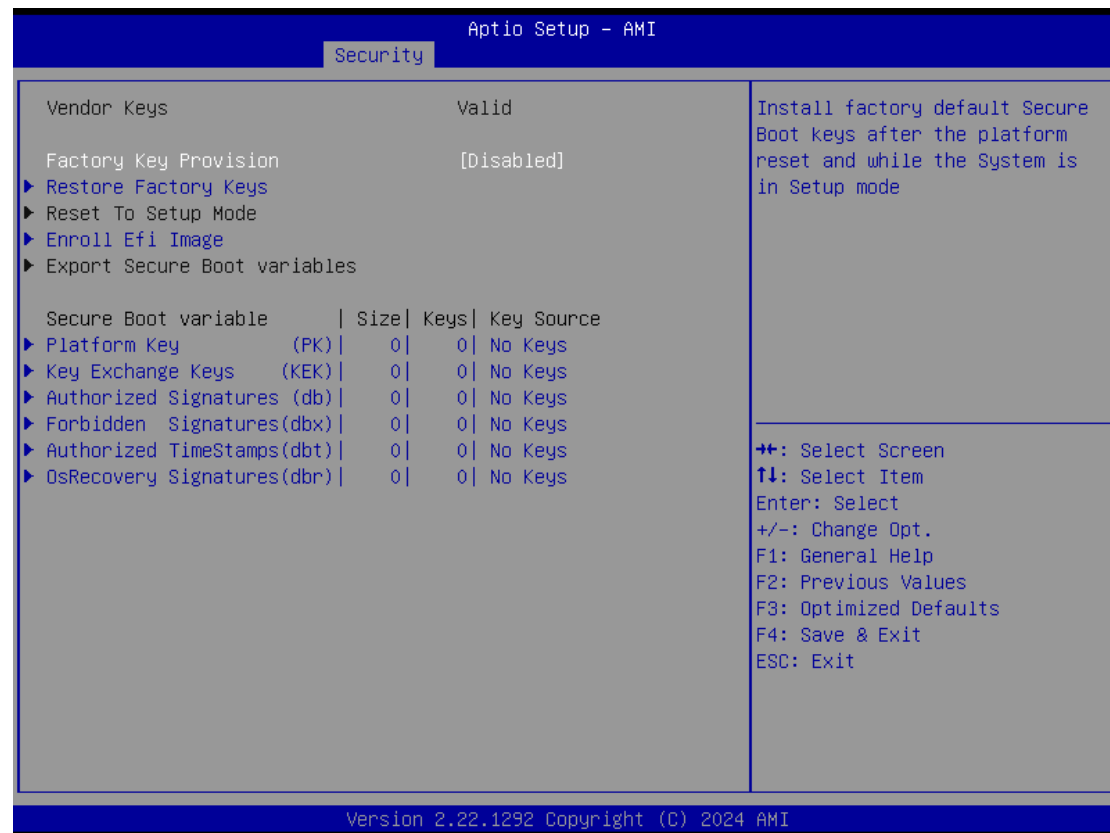 Aptio Setup – AMI
Security
Vendor Keys Valid
Factory Key Provision [Disabled]
▶ Restore Factory Keys
▶ Reset To Setup Mode
▶ Enroll Efi Image
▶ Export Secure Boot variables
Secure Boot variable | Size| Keys| Key Source
▶ Platform Key (PK)| 0| 0| No Keys
▶ Key Exchange Keys (KEK)| 0| 0| No Keys
▶ Authorized Signatures (db)| 0| 0| No Keys
▶ Forbidden Signatures(dbx)| 0| 0| No Keys
▶ Authorized TimeStamps(dbt)| 0| 0| No Keys
▶ OsRecovery Signatures(dbr)| 0| 0| No Keys
Install factory default Secure
Boot keys after the platform
reset and while the System is
in Setup mode
→←: Select Screen
↑↓: Select Item
Enter: Select
+/-: Change Opt.
F1: General Help
F2: Previous Values
F3: Optimized Defaults
F4: Save & Exit
ESC: Exit
Version 2.22.1292 Copyright (C) 2024 AMI